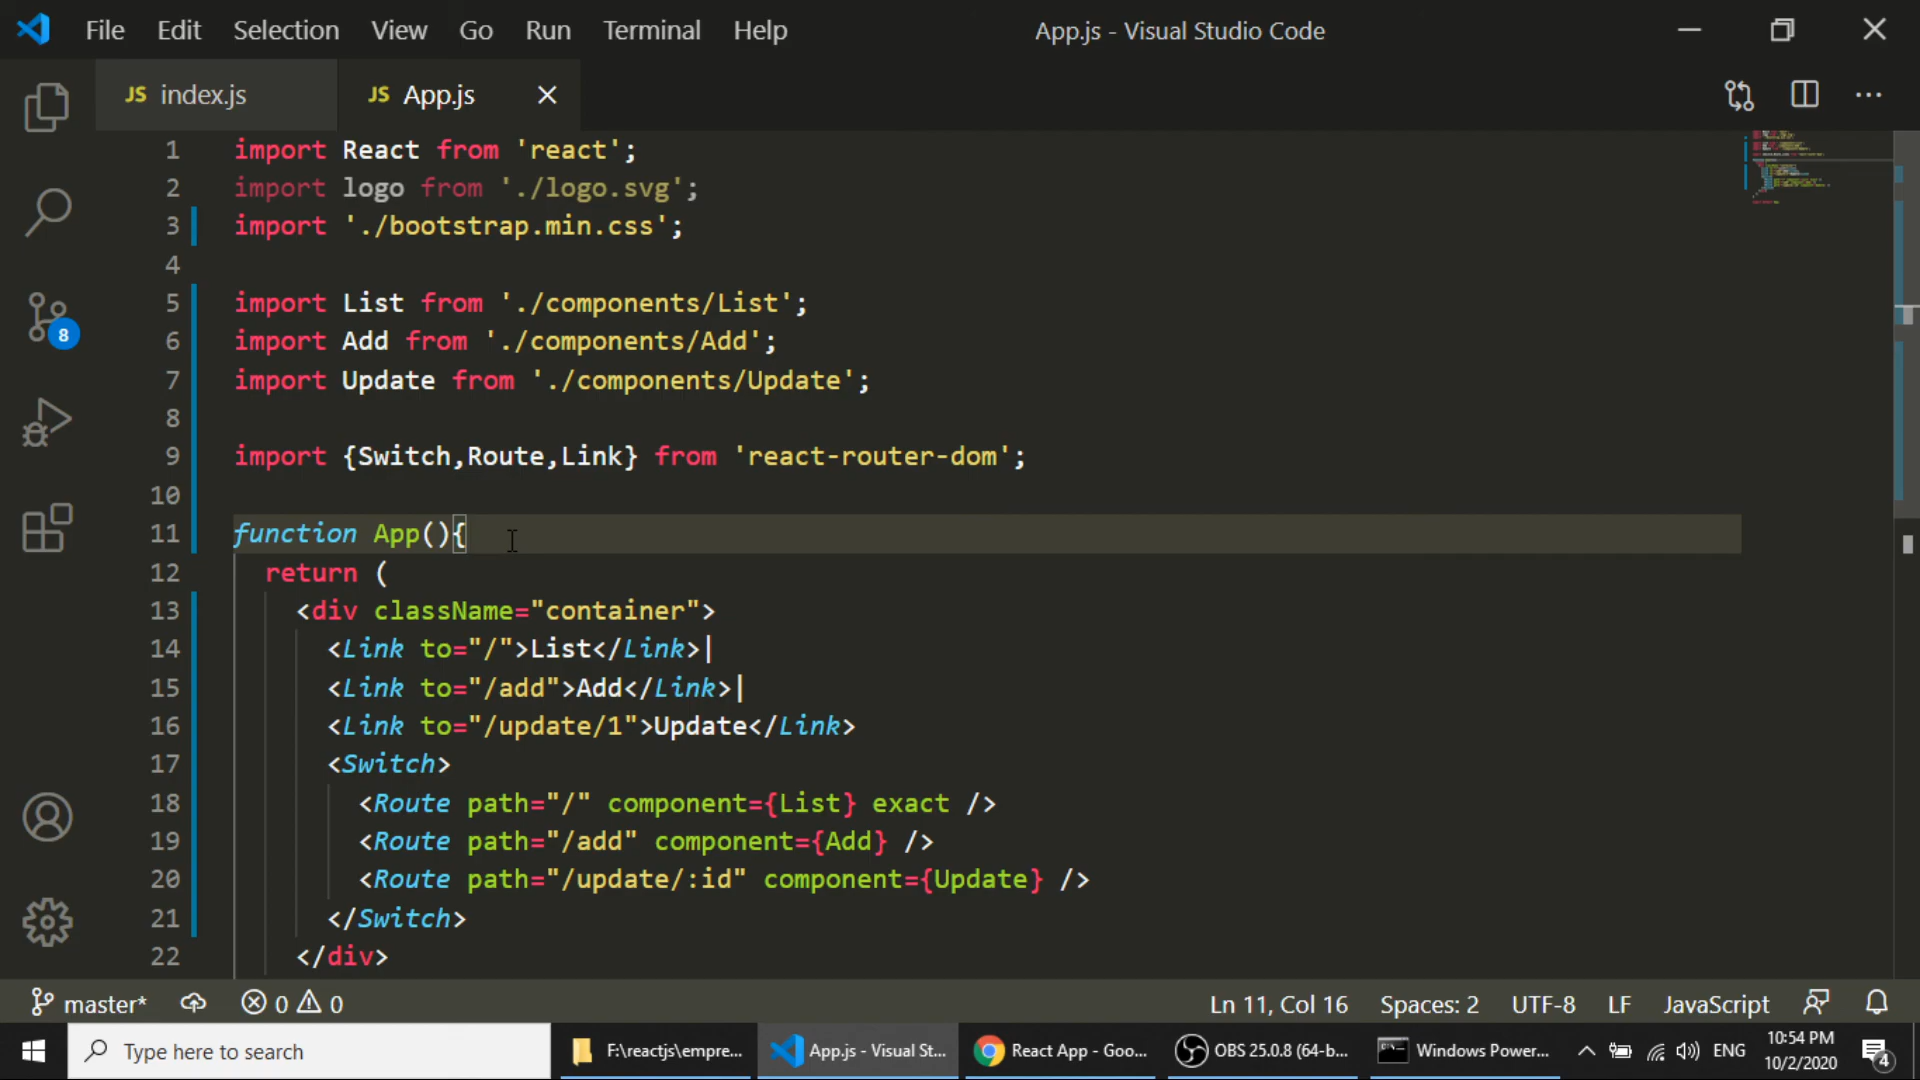 File Edit Selection View Go Run Terminal Help App.js - Visual Studio Code
JS index.js JS App.js
1 import React from 'react';
2 import logo from './logo.svg';
3 import './bootstrap.min.css';
4
5 import List from './components/List';
6 import Add from './components/Add';
7 import Update from './components/Update';
8
9 import {Switch,Route,Link} from 'react-router-dom';
10
11 function App(){
12 return (
13 <div className="container">
14 <Link to="/">List</Link>|
15 <Link to="/add">Add</Link>|
16 <Link to="/update/1">Update</Link>
17 <Switch>
18 <Route path="/" component={List} exact />
19 <Route path="/add" component={Add} />
20 <Route path="/update/:id" component={Update} />
21 </Switch>
22 </div>
8
master* 0 0 Ln 11, Col 16 Spaces: 2 UTF-8 LF JavaScript
Type here to search F:\reactjs\empre... App.js - Visual St... React App - Goo... OBS 25.0.8 (64-b... Windows Power... ENG 10:54 PM
10/2/2020 4